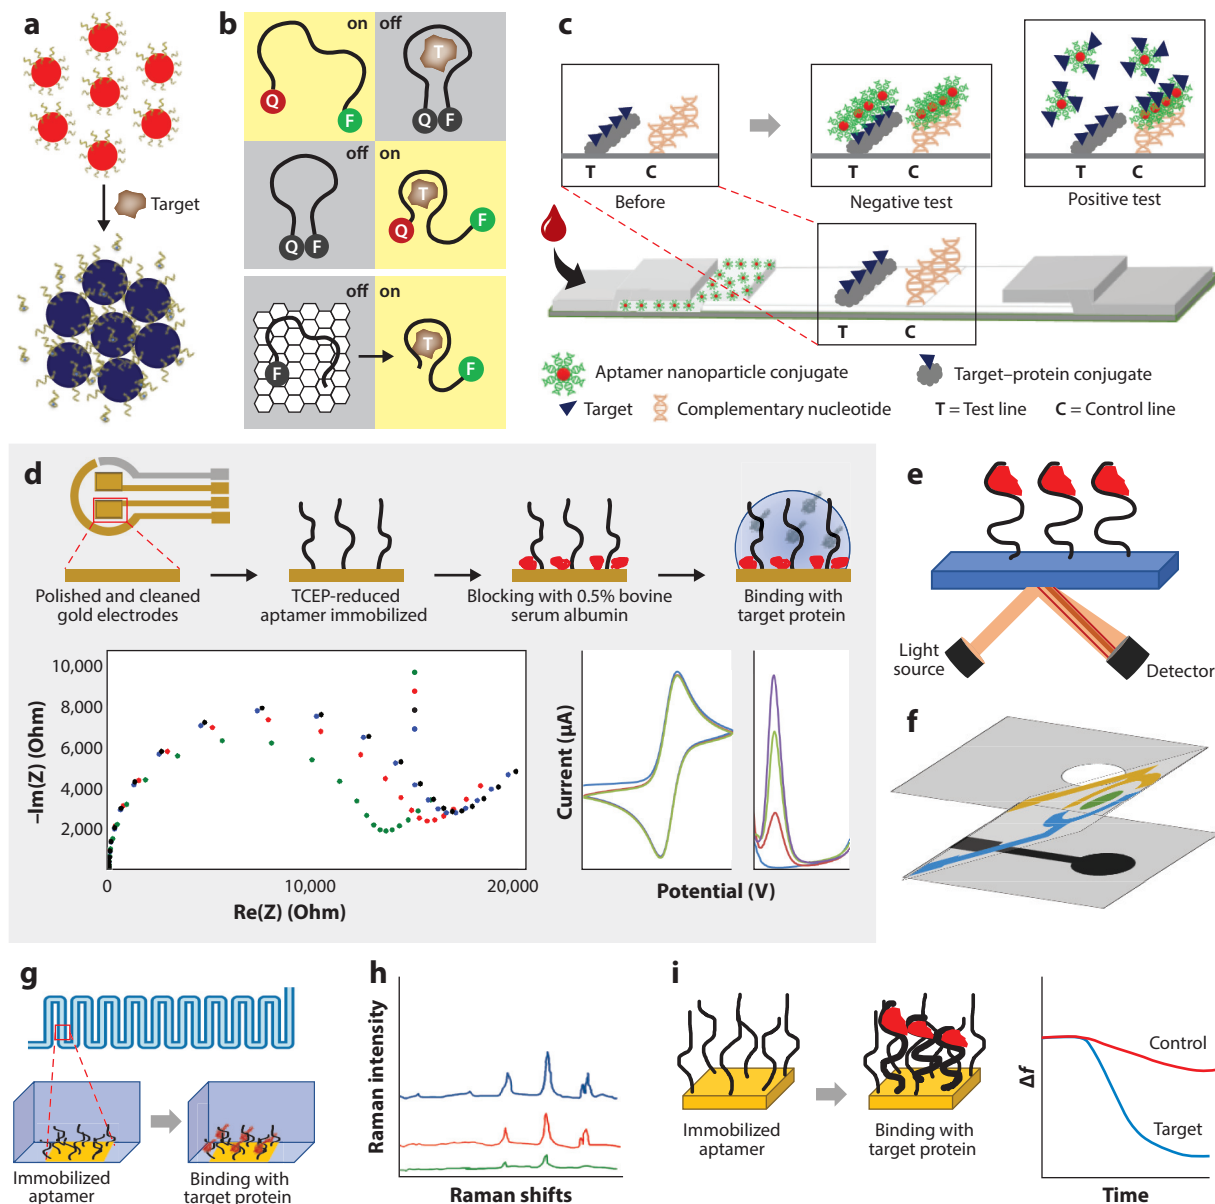 a
Target
b
on
off
T
Q
F
Q F
off
on
Q F
T
Q
F
off
on
F
T
F
c
T C
Before
T C
Negative test
T C
Positive test
T C
Aptamer nanoparticle conjugate
Target–protein conjugate
Target
Complementary nucleotide
T = Test line
C = Control line
d
Polished and cleaned
gold electrodes
TCEP-reduced
aptamer immobilized
Blocking with 0.5% bovine
serum albumin
Binding with
target protein
–Im(Z) (Ohm)
10,000
8,000
6,000
4,000
2,000
0
10,000
20,000
Re(Z) (Ohm)
Current (μA)
Potential (V)
e
Light
source
Detector
f
g
Immobilized
aptamer
Binding with
target protein
h
Raman intensity
Raman shifts
i
Immobilized
aptamer
Binding with
target protein
Δf
Control
Target
Time